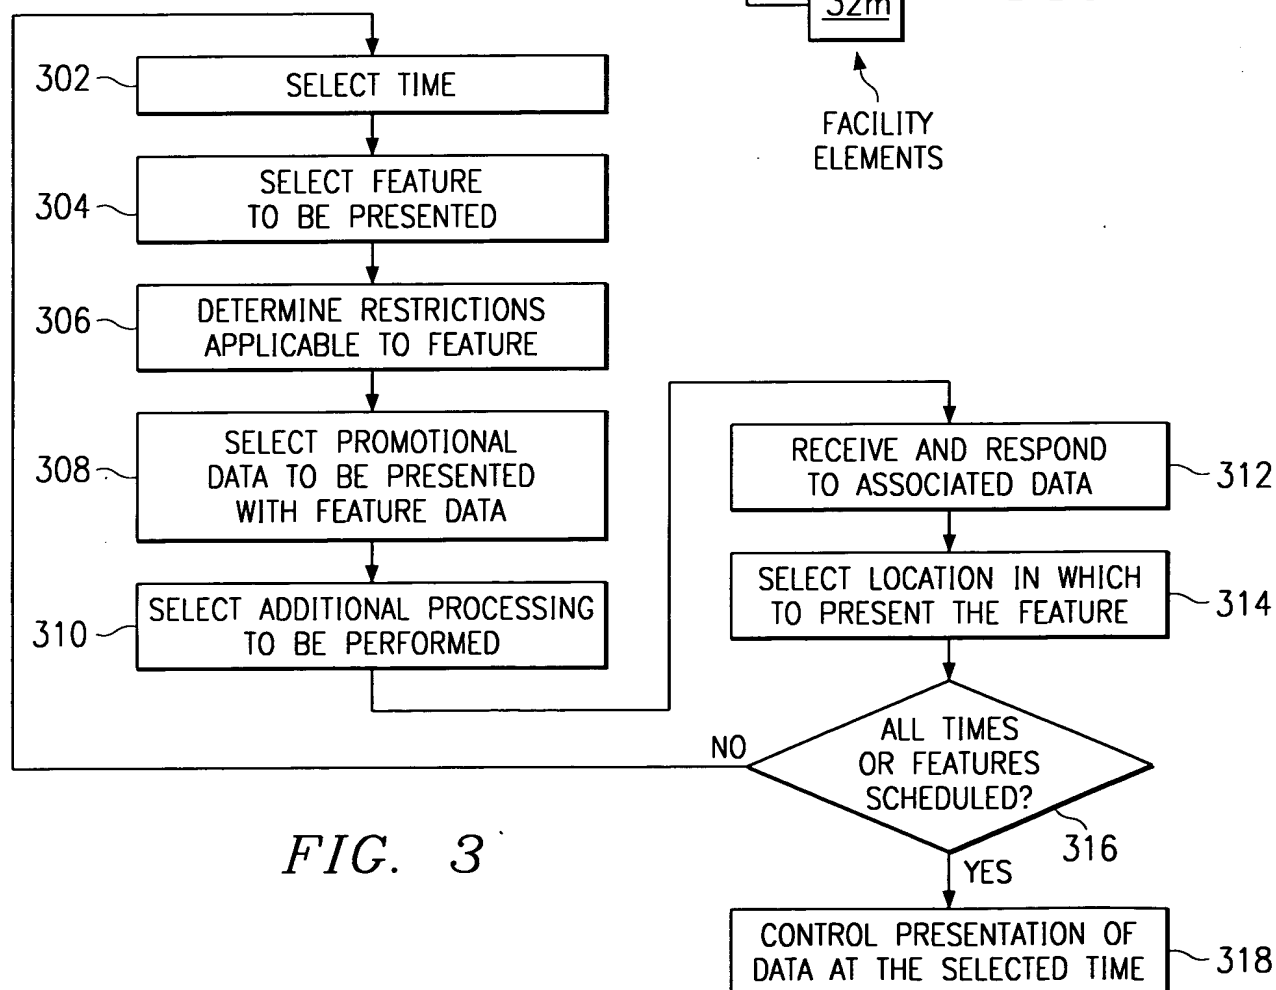 32m
FACILITY
ELEMENTS
302
SELECT TIME
304
SELECT FEATURE
TO BE PRESENTED
306
DETERMINE RESTRICTIONS
APPLICABLE TO FEATURE
308
SELECT PROMOTIONAL
DATA TO BE PRESENTED
WITH FEATURE DATA
310
SELECT ADDITIONAL PROCESSING
TO BE PERFORMED
RECEIVE AND RESPOND
TO ASSOCIATED DATA
312
SELECT LOCATION IN WHICH
TO PRESENT THE FEATURE
314
ALL TIMES
OR FEATURES
SCHEDULED?
316
NO
YES
CONTROL PRESENTATION OF
DATA AT THE SELECTED TIME
318
FIG. 3